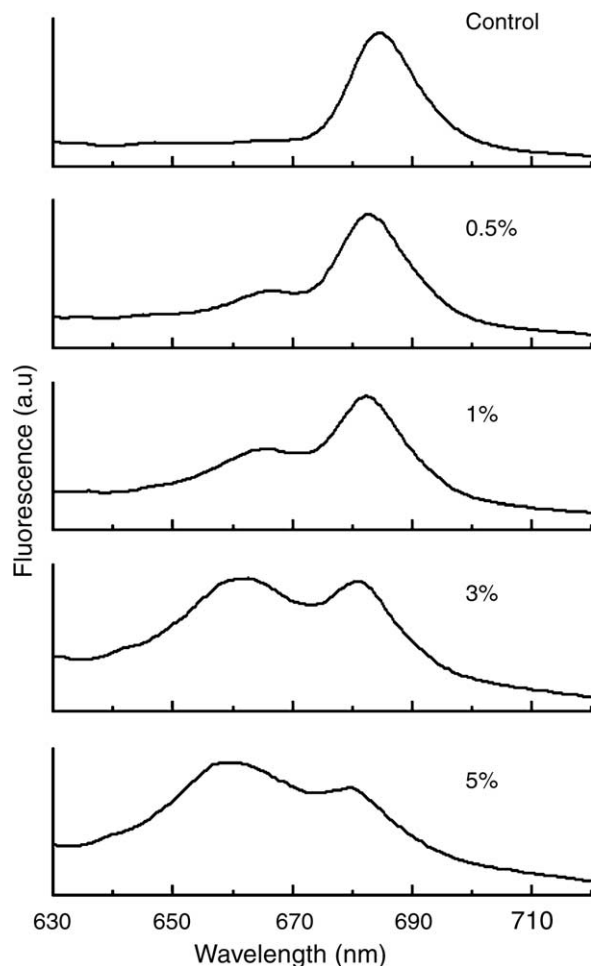 Control
0.5%
1%
3%
5%
Fluorescence (a.u)
630 650 670 690 710
Wavelength (nm)